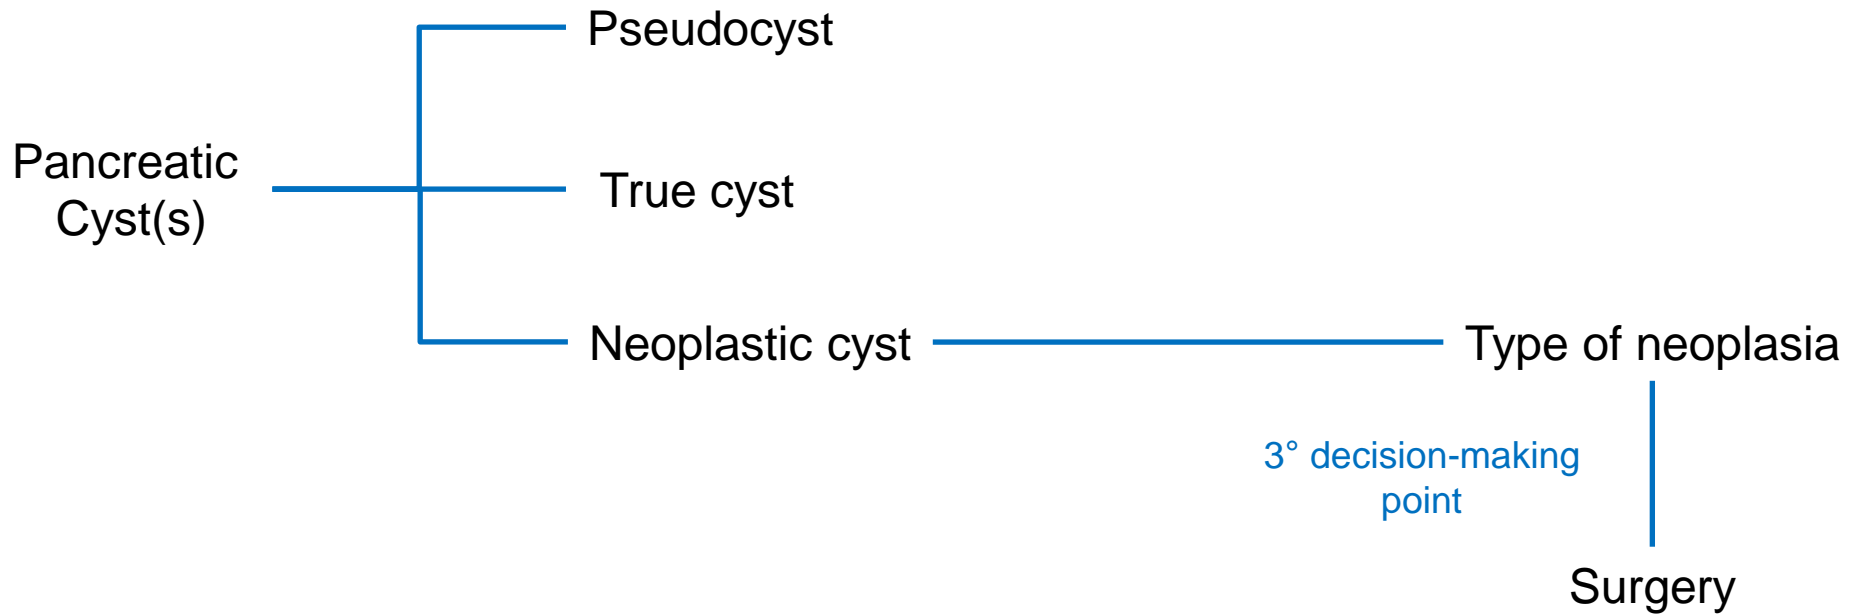 Pseudocyst
Pancreatic
Cyst(s)
True cyst
Neoplastic cyst
Type of neoplasia
3° decision-making
point
Surgery